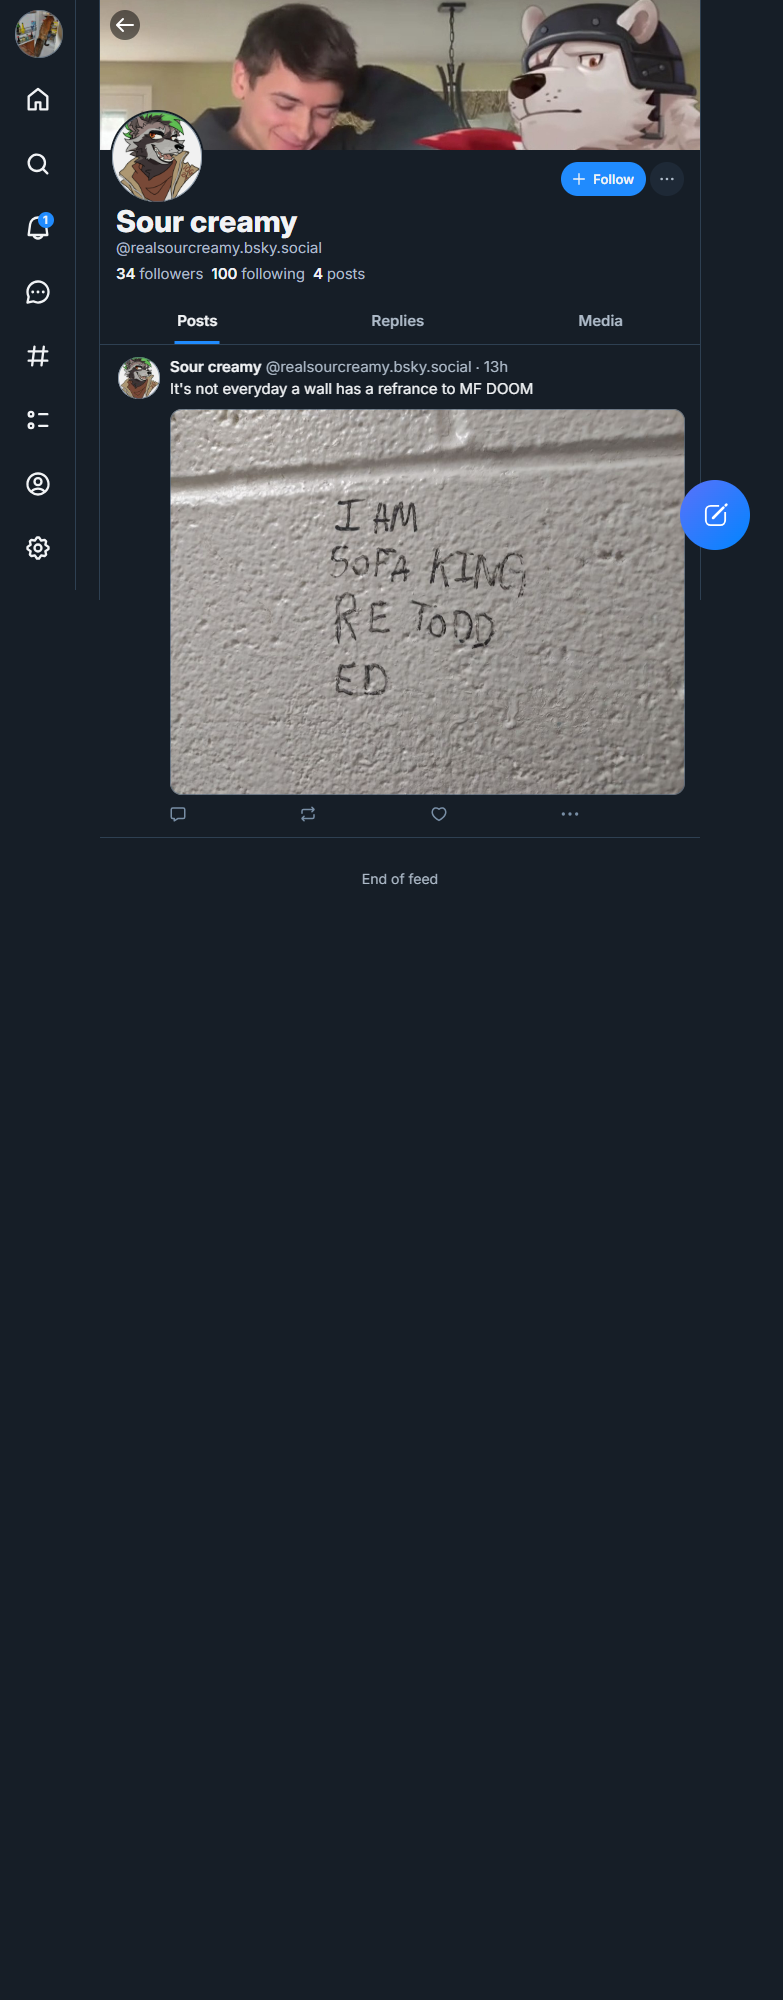 1
Follow
Sour creamy
@realsourcreamy.bsky.social
34 followers 100 following 4 posts
Posts Replies Media
Sour creamy @realsourcreamy.bsky.social · 13h
It's not everyday a wall has a refrance to MF DOOM
I AM
SOFA KING
RE TODD
ED
End of feed